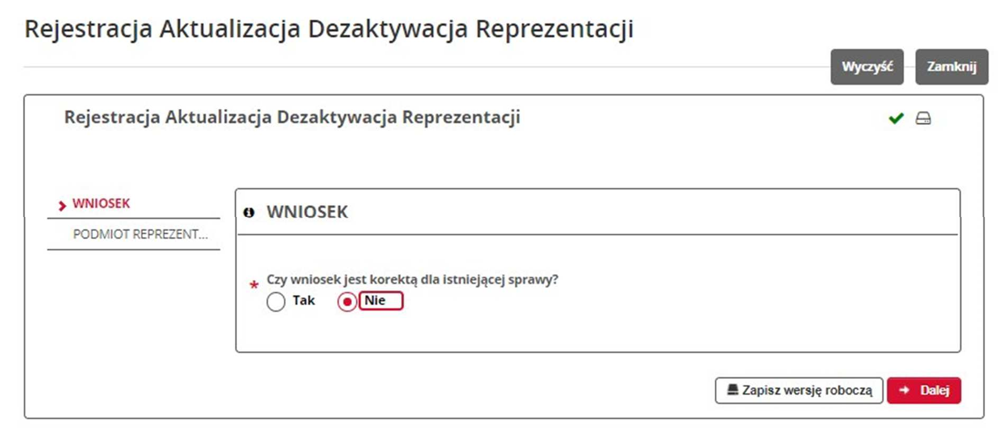 Rejestracja Aktualizacja Dezaktywacja Reprezentacji
Wyczyść Zamknij
Rejestracja Aktualizacja Dezaktywacja Reprezentacji
WNIOSEK
PODMIOT REPREZENT...
WNIOSEK
* Czy wniosek jest korektą dla istniejącej sprawy?
Tak Nie
Zapisz wersję roboczą Dalej